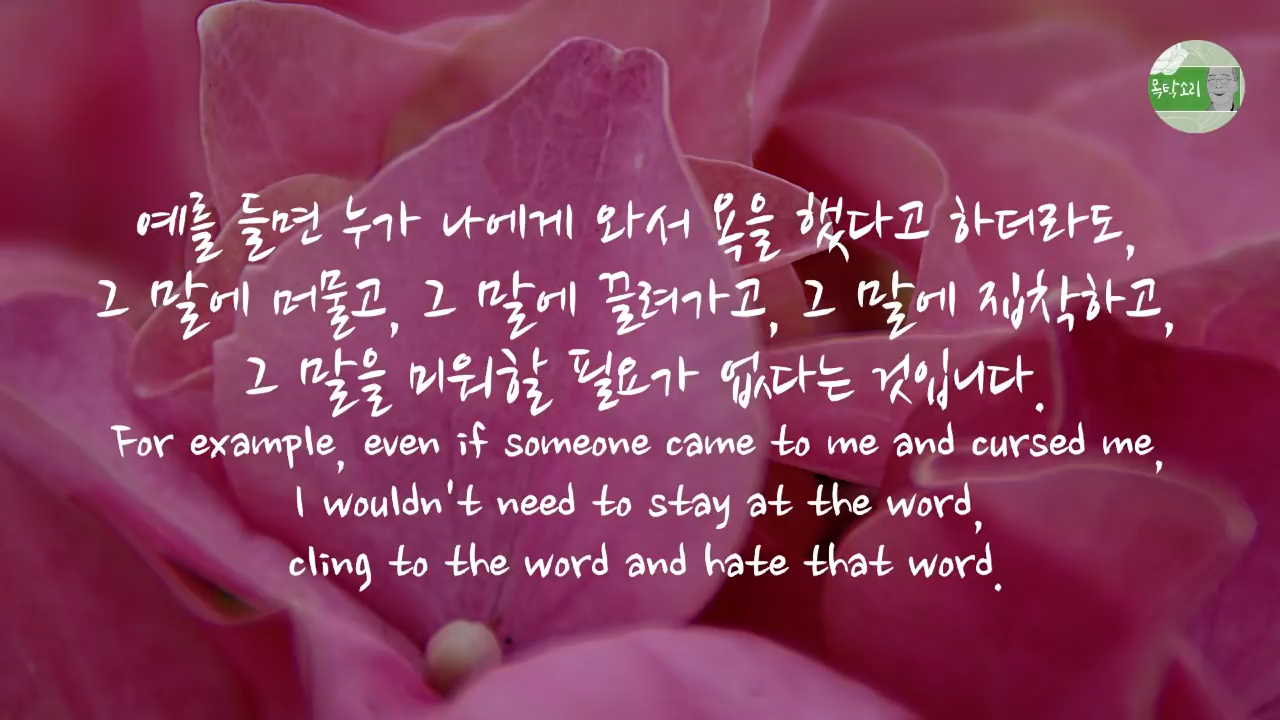 목탁소리
예를 들면 누가 나에게 와서 욕을 했다고 하더라도,
그 말에 머물고, 그 말에 끌려가고, 그 말에 집착하고,
그 말을 미워할 필요가 없다는 것입니다.
For example, even if someone came to me and cursed me,
I wouldn't need to stay at the word,
cling to the word and hate that word.